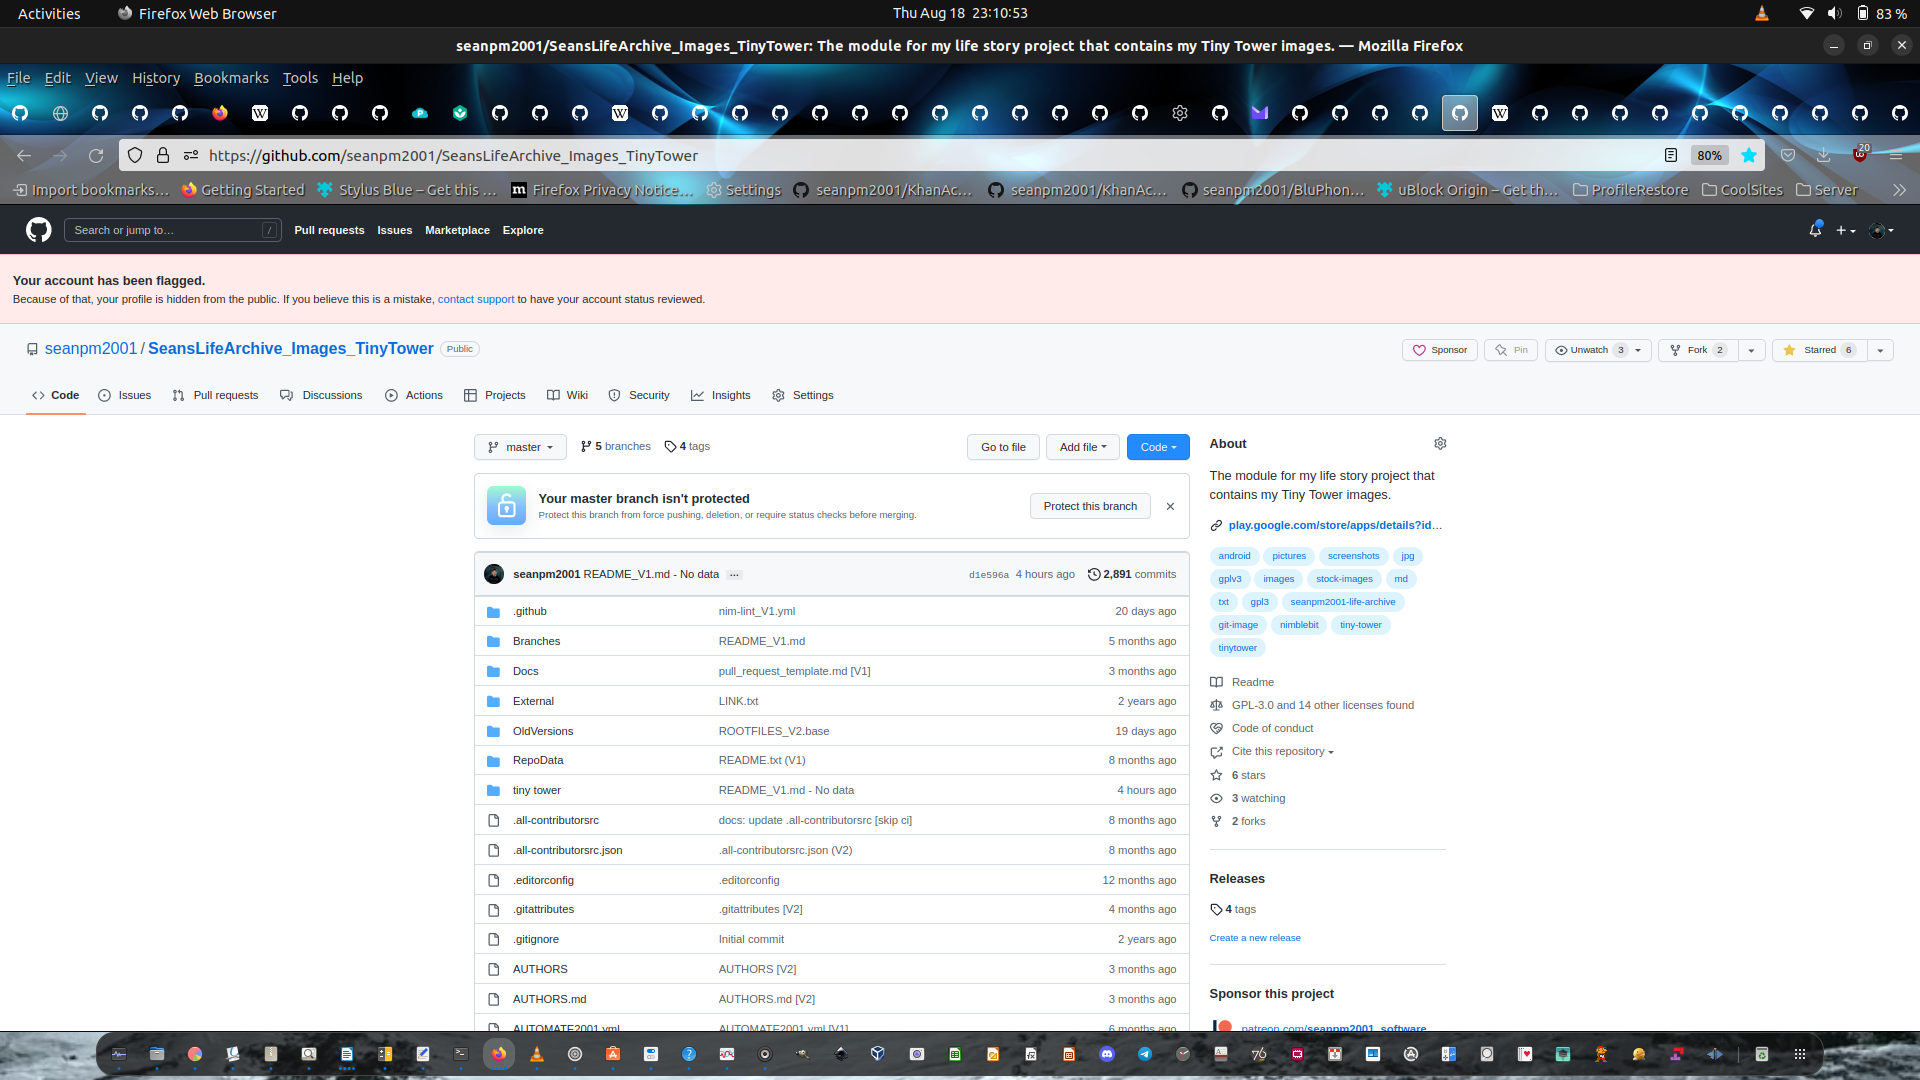 Activities Firefox Web Browser Thu Aug 18 23:10:53 83 %
seanpm2001/SeansLifeArchive_Images_TinyTower: The module for my life story project that contains my Tiny Tower images. — Mozilla Firefox
File Edit View History Bookmarks Tools Help
https://github.com/seanpm2001/SeansLifeArchive_Images_TinyTower 80% 20
Import bookmarks… Getting Started Stylus Blue – Get this … Firefox Privacy Notice… Settings seanpm2001/KhanAc… seanpm2001/KhanAc… seanpm2001/BluPhon… uBlock Origin – Get th… ProfileRestore CoolSites Server
Search or jump to… / Pull requests Issues Marketplace Explore
Your account has been flagged.
Because of that, your profile is hidden from the public. If you believe this is a mistake, contact support to have your account status reviewed.
seanpm2001 / SeansLifeArchive_Images_TinyTower Public Sponsor Pin Unwatch 3 Fork 2 Starred 6
Code Issues Pull requests Discussions Actions Projects Wiki Security Insights Settings
master 5 branches 4 tags Go to file Add file Code
Your master branch isn't protected
Protect this branch from force pushing, deletion, or require status checks before merging.
Protect this branch
seanpm2001 README_V1.md - No data … d1e596a 4 hours ago 2,891 commits
.github nim-lint_V1.yml 20 days ago
Branches README_V1.md 5 months ago
Docs pull_request_template.md [V1] 3 months ago
External LINK.txt 2 years ago
OldVersions ROOTFILES_V2.base 19 days ago
RepoData README.txt (V1) 8 months ago
tiny tower README_V1.md - No data 4 hours ago
.all-contributorsrc docs: update .all-contributorsrc [skip ci] 8 months ago
.all-contributorsrc.json .all-contributorsrc.json (V2) 8 months ago
.editorconfig .editorconfig 12 months ago
.gitattributes .gitattributes [V2] 4 months ago
.gitignore Initial commit 2 years ago
AUTHORS AUTHORS [V2] 3 months ago
AUTHORS.md AUTHORS.md [V2] 3 months ago
AUTOMATE2001.yml AUTOMATE2001.yml [V1] 6 months ago
About
The module for my life story project that
contains my Tiny Tower images.
play.google.com/store/apps/details?id…
android pictures screenshots jpg
gplv3 images stock-images md
txt gpl3 seanpm2001-life-archive
git-image nimblebit tiny-tower
tinytower
Readme
GPL-3.0 and 14 other licenses found
Code of conduct
Cite this repository
6 stars
3 watching
2 forks
Releases
4 tags
Create a new release
Sponsor this project
patreon.com/seanpm2001_software